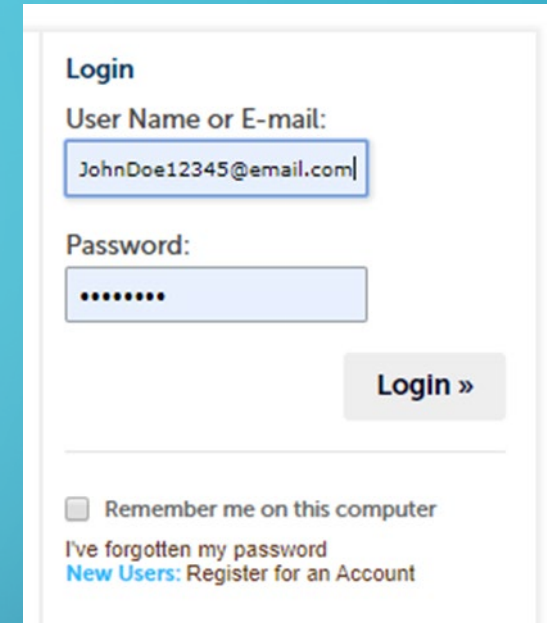 Login
User Name or E-mail:
JohnDoe12345@email.com
Password:
••••••••
Login »
Remember me on this computer
I've forgotten my password
New Users: Register for an Account